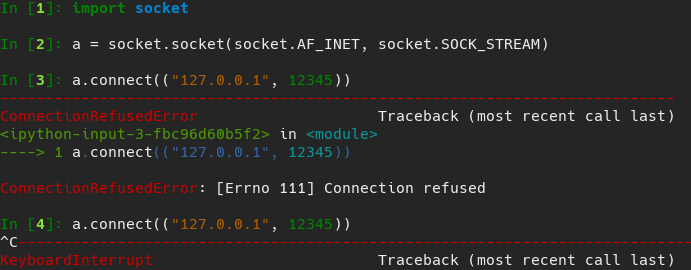 In [1]: import socket
In [2]: a = socket.socket(socket.AF_INET, socket.SOCK_STREAM)
In [3]: a.connect(("127.0.0.1", 12345))
---------------------------------------------------------------------------
ConnectionRefusedError                    Traceback (most recent call last)
<ipython-input-3-fbc96d60b5f2> in <module>
----> 1 a.connect(("127.0.0.1", 12345))
ConnectionRefusedError: [Errno 111] Connection refused
In [4]: a.connect(("127.0.0.1", 12345))
^C---------------------------------------------------------------------------
KeyboardInterrupt                         Traceback (most recent call last)